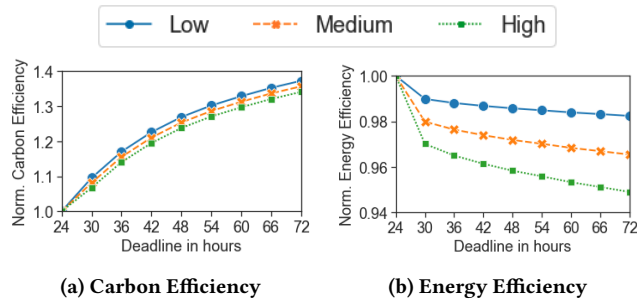 Low Medium High
Norm. Carbon Efficiency
1.4
1.3
1.2
1.1
1.0
24 30 36 42 48 54 60 66 72
Deadline in hours
(a) Carbon Efficiency
Norm. Energy Efficiency
1.00
0.98
0.96
0.94
24 30 36 42 48 54 60 66 72
Deadline in hours
(b) Energy Efficiency